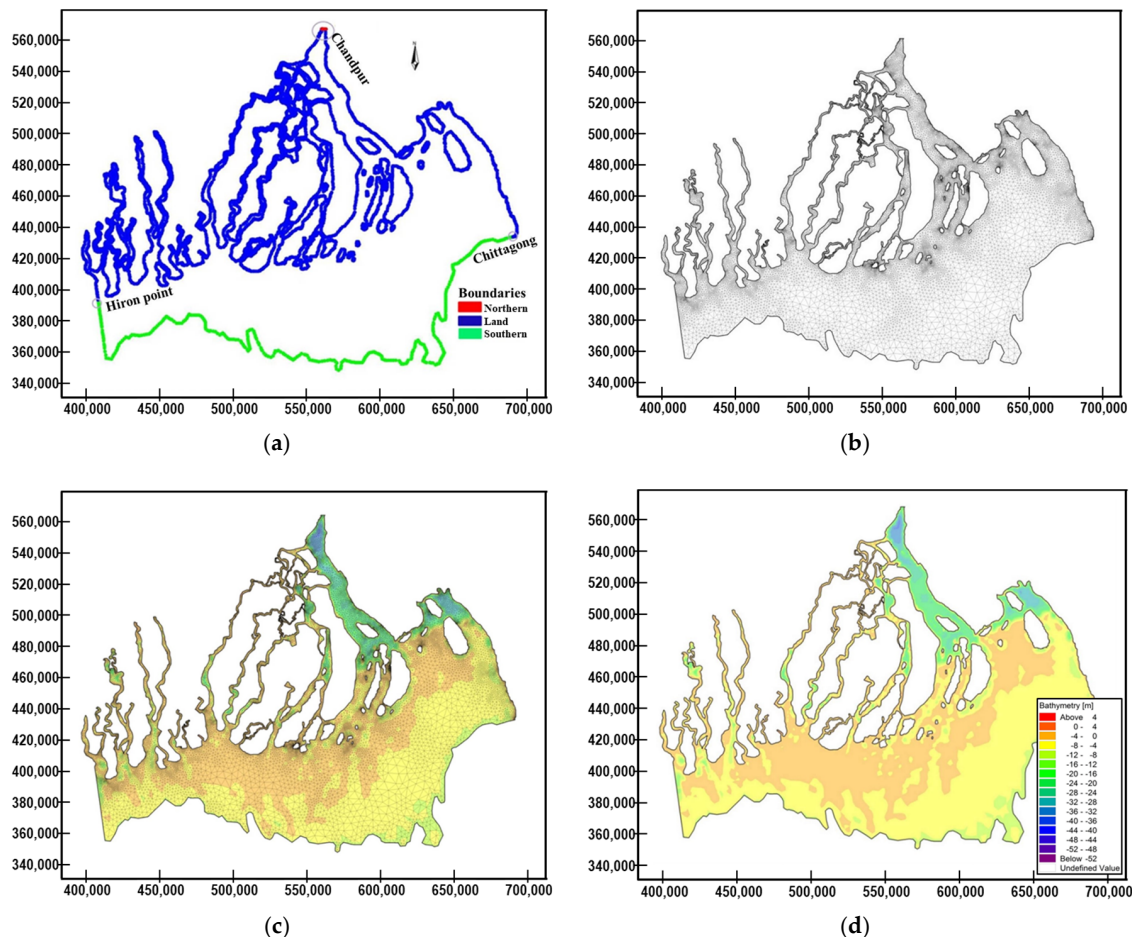 560,000
540,000
520,000
500,000
480,000
460,000
440,000
420,000
400,000
380,000
360,000
340,000
400,000 450,000 500,000 550,000 600,000 650,000 700,000
N
Chandpur
Chittagong
Hiron point
Boundaries
Northern
Land
Southern
(a)
560,000
540,000
520,000
500,000
480,000
460,000
440,000
420,000
400,000
380,000
360,000
340,000
400,000 450,000 500,000 550,000 600,000 650,000 700,000
(b)
560,000
540,000
520,000
500,000
480,000
460,000
440,000
420,000
400,000
380,000
360,000
340,000
400,000 450,000 500,000 550,000 600,000 650,000 700,000
(c)
560,000
540,000
520,000
500,000
480,000
460,000
440,000
420,000
400,000
380,000
360,000
340,000
400,000 450,000 500,000 550,000 600,000 650,000 700,000
Bathymetry [m]
Above 4
0 - 4
-4 - 0
-8 - -4
-12 - -8
-16 - -12
-20 - -16
-24 - -20
-28 - -24
-32 - -28
-36 - -32
-40 - -36
-44 - -40
-48 - -44
-52 - -48
Below -52
Undefined Value
(d)